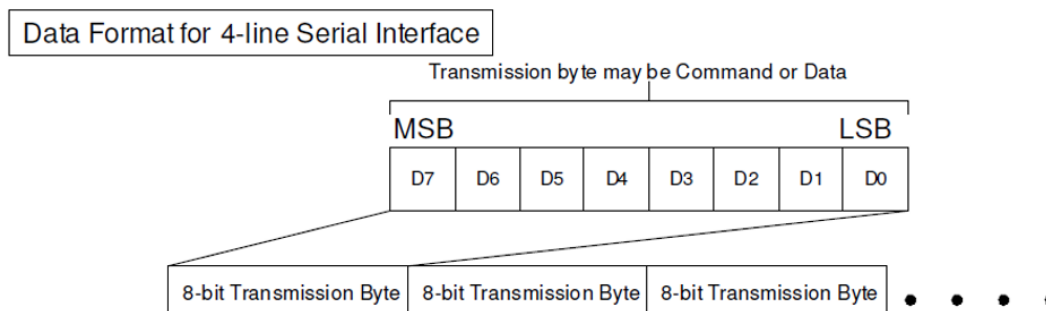 Data Format for 4-line Serial Interface
Transmission byte may be Command or Data
MSB LSB
D7 D6 D5 D4 D3 D2 D1 D0
8-bit Transmission Byte 8-bit Transmission Byte 8-bit Transmission Byte